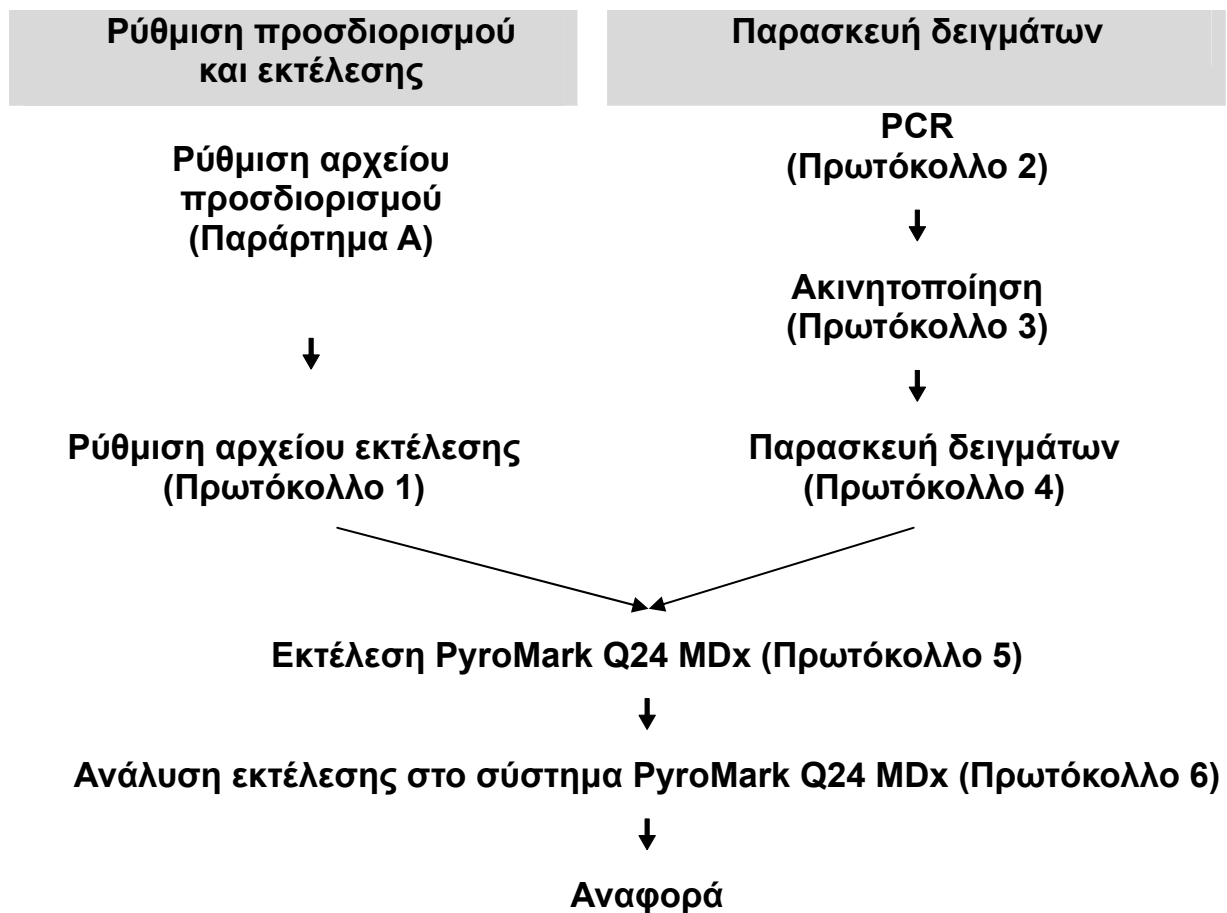 Ρύθμιση προσδιορισμού
και εκτέλεσης
Ρύθμιση αρχείου
προσδιορισμού
(Παράρτημα Α)
Ρύθμιση αρχείου εκτέλεσης
(Πρωτόκολλο 1)
Παρασκευή δειγμάτων
PCR
(Πρωτόκολλο 2)
Ακινητοποίηση
(Πρωτόκολλο 3)
Παρασκευή δειγμάτων
(Πρωτόκολλο 4)
Εκτέλεση PyroMark Q24 MDx (Πρωτόκολλο 5)
Ανάλυση εκτέλεσης στο σύστημα PyroMark Q24 MDx (Πρωτόκολλο 6)
Αναφορά